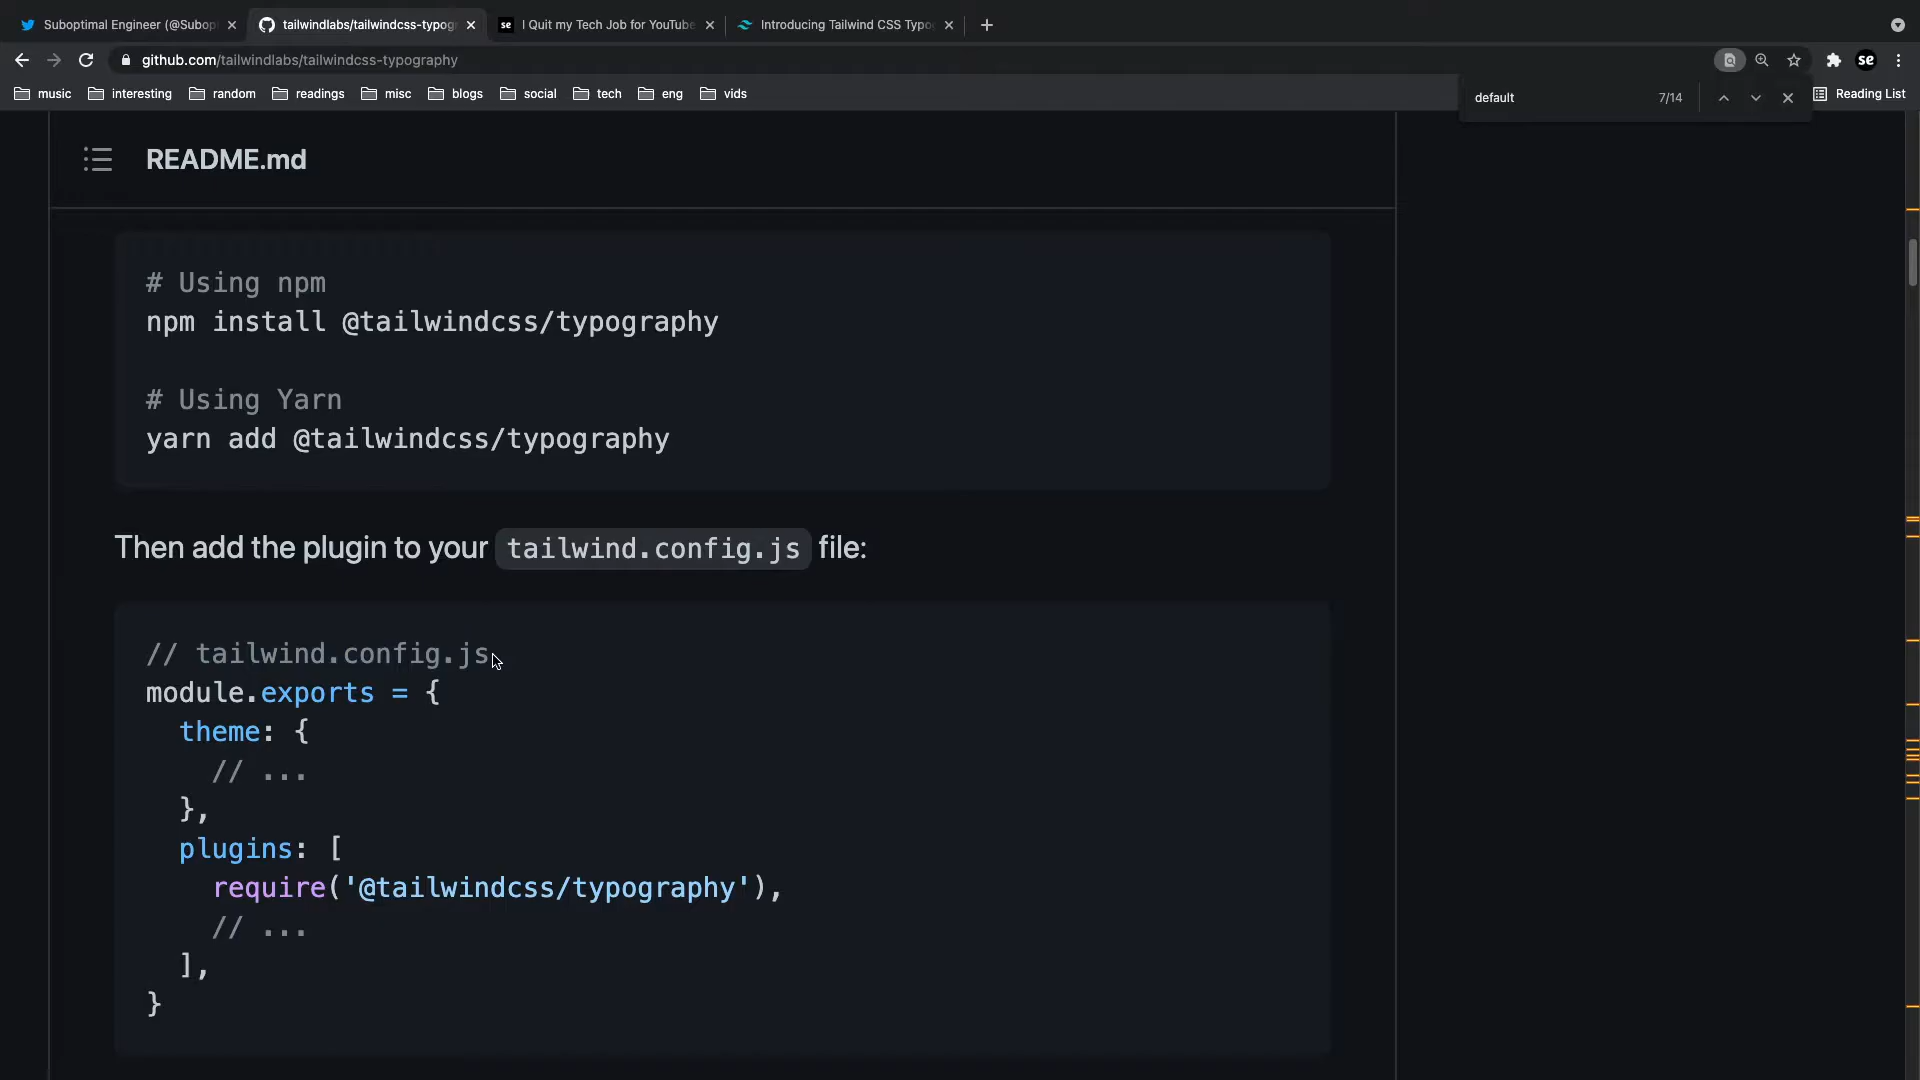 Suboptimal Engineer (@Subop
tailwindlabs/tailwindcss-typog
se I Quit my Tech Job for YouTube
Introducing Tailwind CSS Typo
github.com/tailwindlabs/tailwindcss-typography
se
music interesting random readings misc blogs social tech eng vids
default 7/14
Reading List
README.md
# Using npm
npm install @tailwindcss/typography
# Using Yarn
yarn add @tailwindcss/typography
Then add the plugin to your tailwind.config.js file:
// tailwind.config.js
module.exports = {
theme: {
// ...
},
plugins: [
require('@tailwindcss/typography'),
// ...
],
}